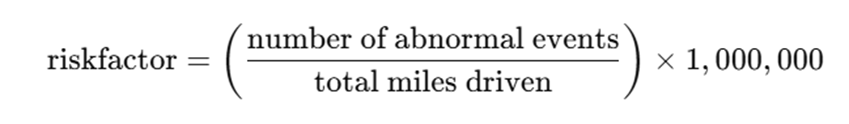 riskfactor = ( number of abnormal events / total miles driven ) × 1,000,000